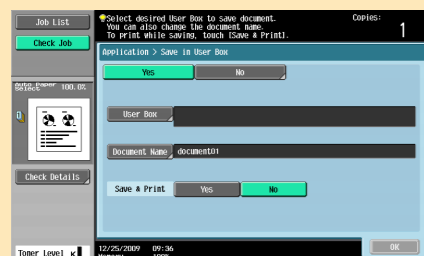 Job List
Check Job
Select desired User Box to save document.
You can also change the document name.
To print while saving, touch [Save & Print].
Copies:
1
Application > Save in User Box
Yes
No
Auto Paper Select
100.0%
User Box
Document Name
document01
Check Details
Save & Print
Yes
No
Toner Level
K
12/25/2009
09:36
Memory
100%
OK